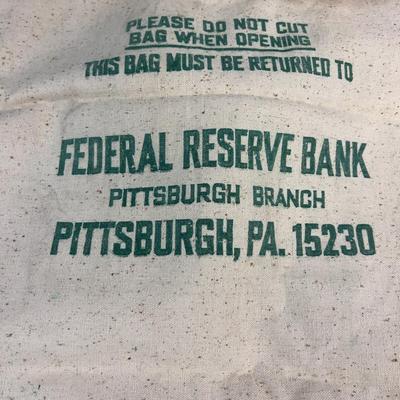 PLEASE DO NOT CUT
BAG WHEN OPENING
THIS BAG MUST BE RETURNED TO
FEDERAL RESERVE BANK
PITTSBURGH BRANCH
PITTSBURGH, PA. 15230